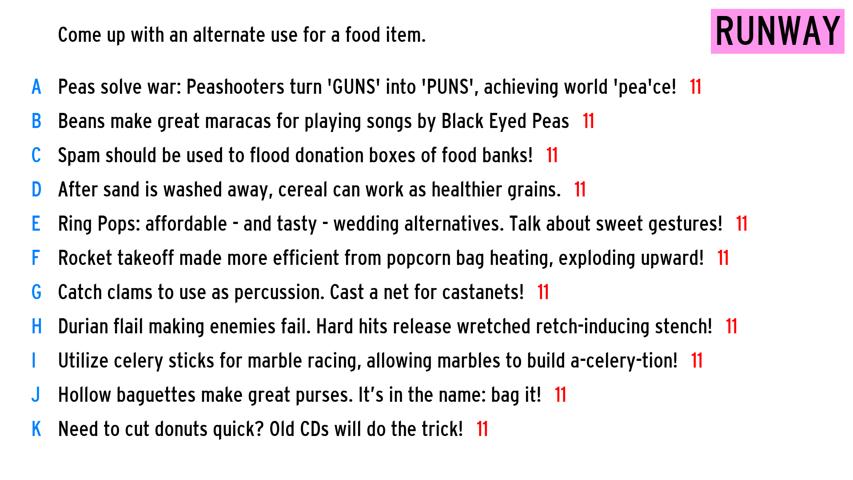 Come up with an alternate use for a food item.
RUNWAY
A Peas solve war: Peashooters turn 'GUNS' into 'PUNS', achieving world 'pea'ce! 11
B Beans make great maracas for playing songs by Black Eyed Peas 11
C Spam should be used to flood donation boxes of food banks! 11
D After sand is washed away, cereal can work as healthier grains. 11
E Ring Pops: affordable - and tasty - wedding alternatives. Talk about sweet gestures! 11
F Rocket takeoff made more efficient from popcorn bag heating, exploding upward! 11
G Catch clams to use as percussion. Cast a net for castanets! 11
H Durian flail making enemies fail. Hard hits release wretched retch-inducing stench! 11
I Utilize celery sticks for marble racing, allowing marbles to build a-celery-tion! 11
J Hollow baguettes make great purses. It’s in the name: bag it! 11
K Need to cut donuts quick? Old CDs will do the trick! 11